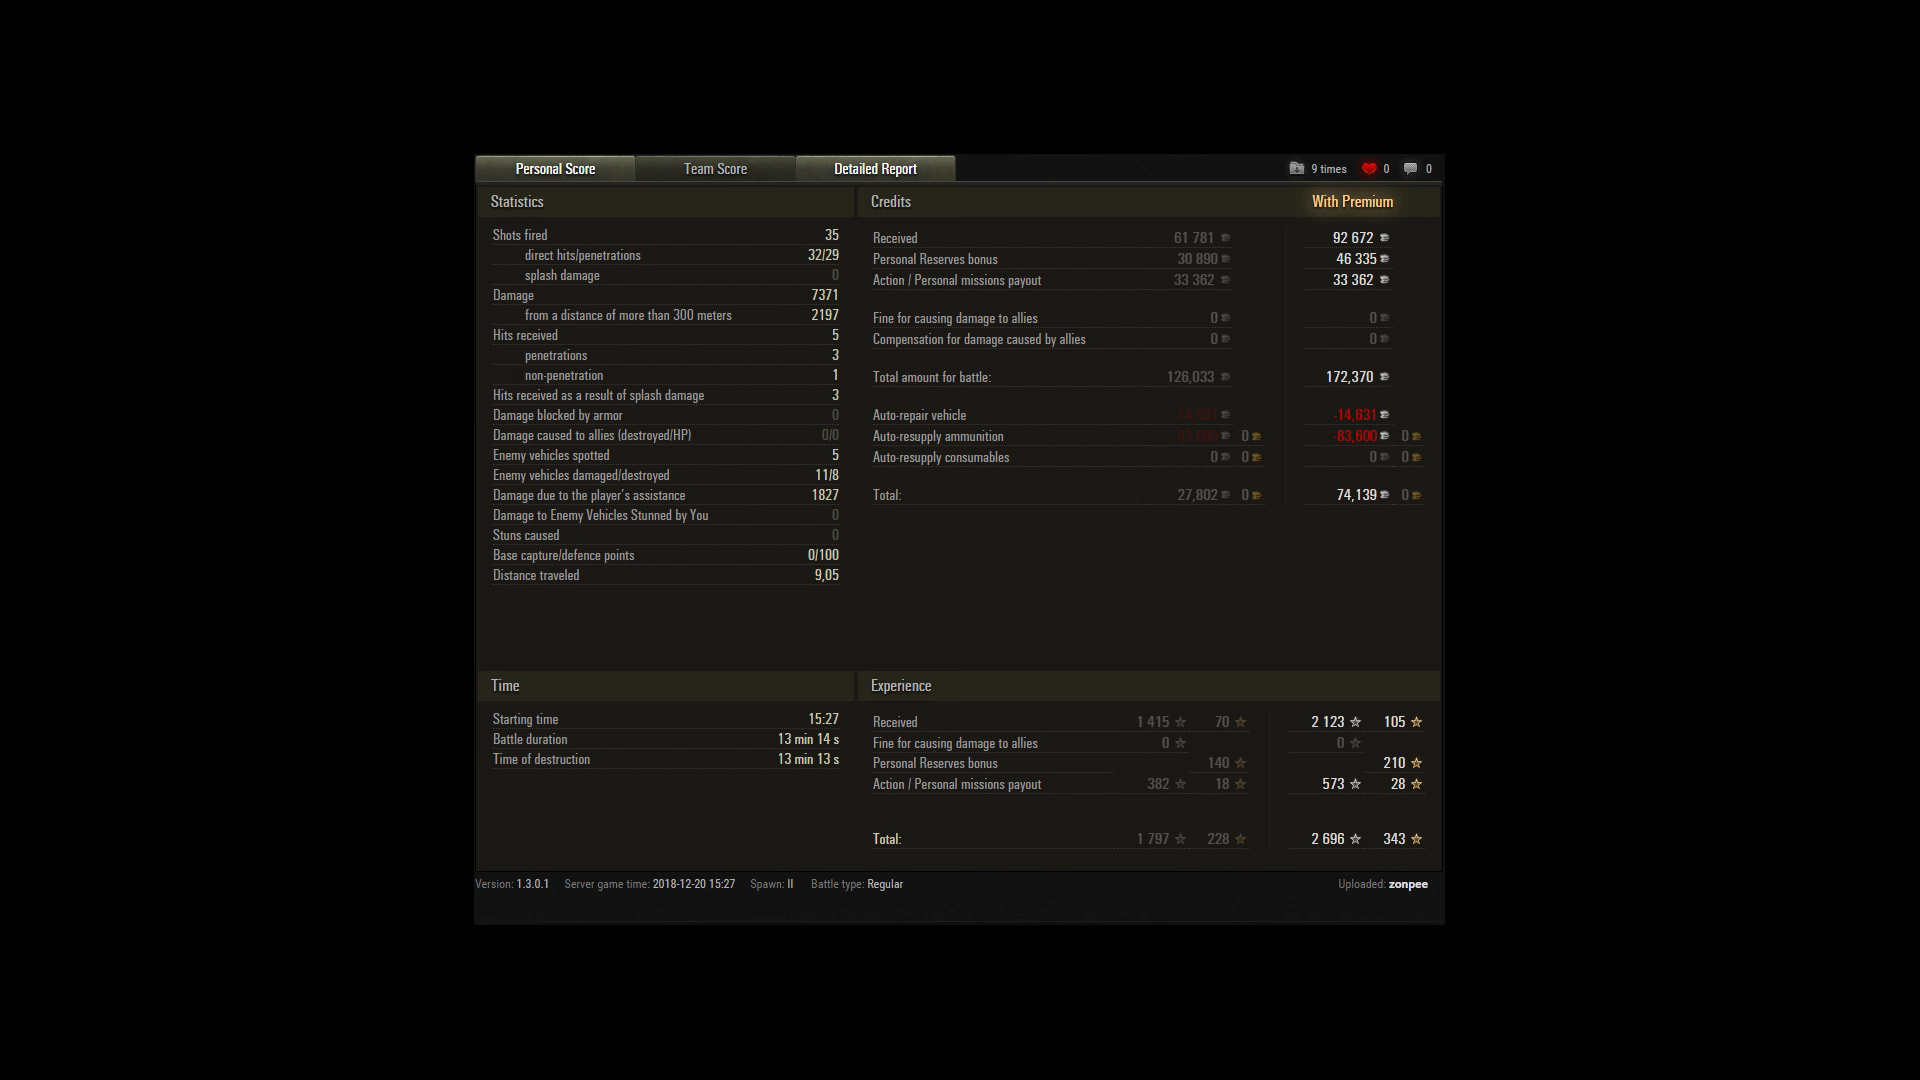 Personal Score Team Score Detailed Report 9 times 0 0
Statistics
Shots fired 35
direct hits/penetrations 32/29
splash damage 0
Damage 7371
from a distance of more than 300 meters 2197
Hits received 5
penetrations 3
non-penetration 1
Hits received as a result of splash damage 3
Damage blocked by armor 0
Damage caused to allies (destroyed/HP) 0/0
Enemy vehicles spotted 5
Enemy vehicles damaged/destroyed 11/8
Damage due to the player's assistance 1827
Damage to Enemy Vehicles Stunned by You 0
Stuns caused 0
Base capture/defence points 0/100
Distance traveled 9,05
Credits With Premium
Received 61 781 92 672
Personal Reserves bonus 30 890 46 335
Action / Personal missions payout 33 362 33 362
Fine for causing damage to allies 0 0
Compensation for damage caused by allies 0 0
Total amount for battle: 126,033 172,370
Auto-repair vehicle -14,631 -14,631
Auto-resupply ammunition -83,600 0 -83,600 0
Auto-resupply consumables 0 0 0 0
Total: 27,802 0 74,139 0
Time
Starting time 15:27
Battle duration 13 min 14 s
Time of destruction 13 min 13 s
Experience
Received 1 415 70 2 123 105
Fine for causing damage to allies 0 0
Personal Reserves bonus 140 210
Action / Personal missions payout 382 18 573 28
Total: 1 797 228 2 696 343
Version: 1.3.0.1 Server game time: 2018-12-20 15:27 Spawn: II Battle type: Regular Uploaded: zonpee